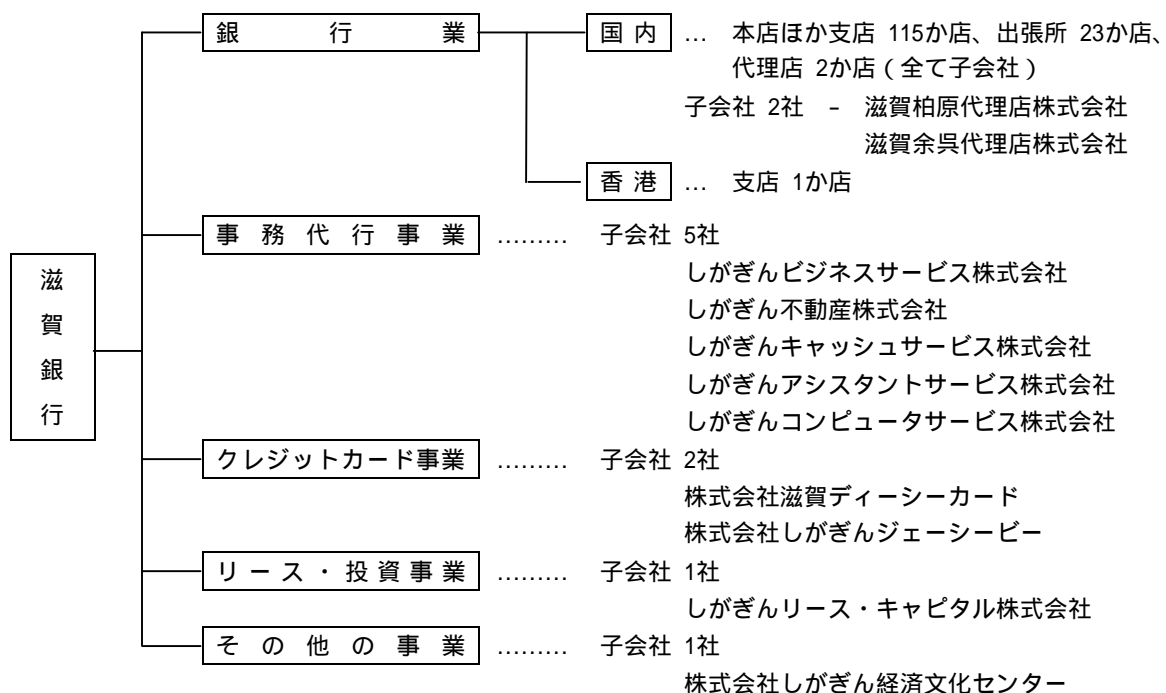 銀行業
国内 … 本店ほか支店 115か店、出張所 23か店、
代理店 2か店（全て子会社）
子会社 2社 － 滋賀柏原代理店株式会社
滋賀余呉代理店株式会社
香港 … 支店 1か店
滋賀銀行
事務代行事業 ……… 子会社 5社
しがぎんビジネスサービス株式会社
しがぎん不動産株式会社
しがぎんキャッシュサービス株式会社
しがぎんアシスタントサービス株式会社
しがぎんコンピュータサービス株式会社
クレジットカード事業 ……… 子会社 2社
株式会社滋賀ディーシーカード
株式会社しがぎんジェーシービー
リース・投資事業 ……… 子会社 1社
しがぎんリース・キャピタル株式会社
その他の事業 ……… 子会社 1社
株式会社しがぎん経済文化センター